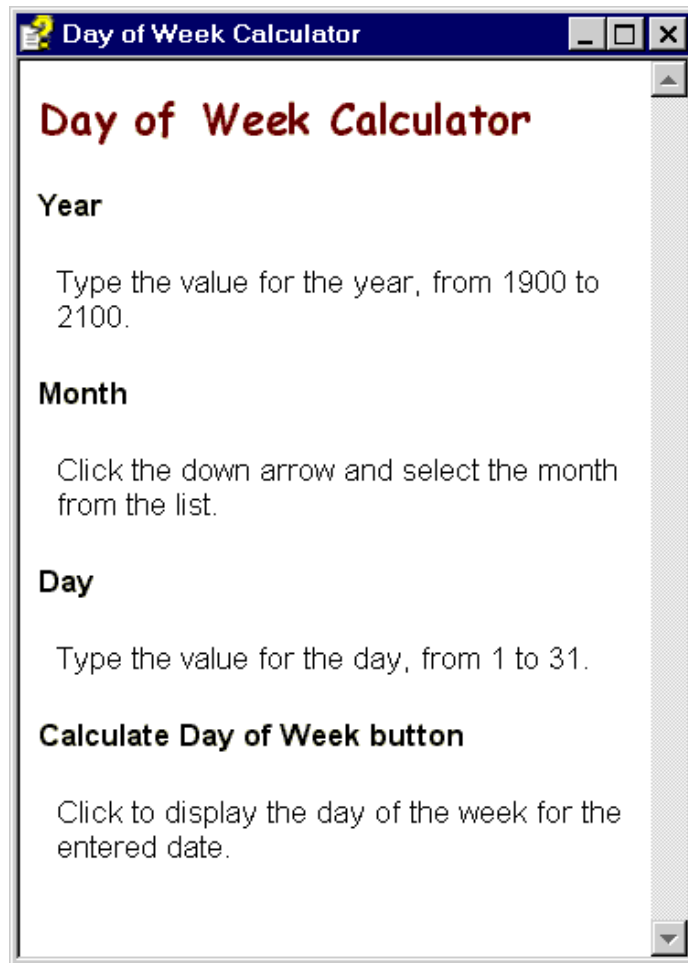 Day of Week Calculator
Day of Week Calculator
Year
Type the value for the year, from 1900 to
2100.
Month
Click the down arrow and select the month
from the list.
Day
Type the value for the day, from 1 to 31.
Calculate Day of Week button
Click to display the day of the week for the
entered date.